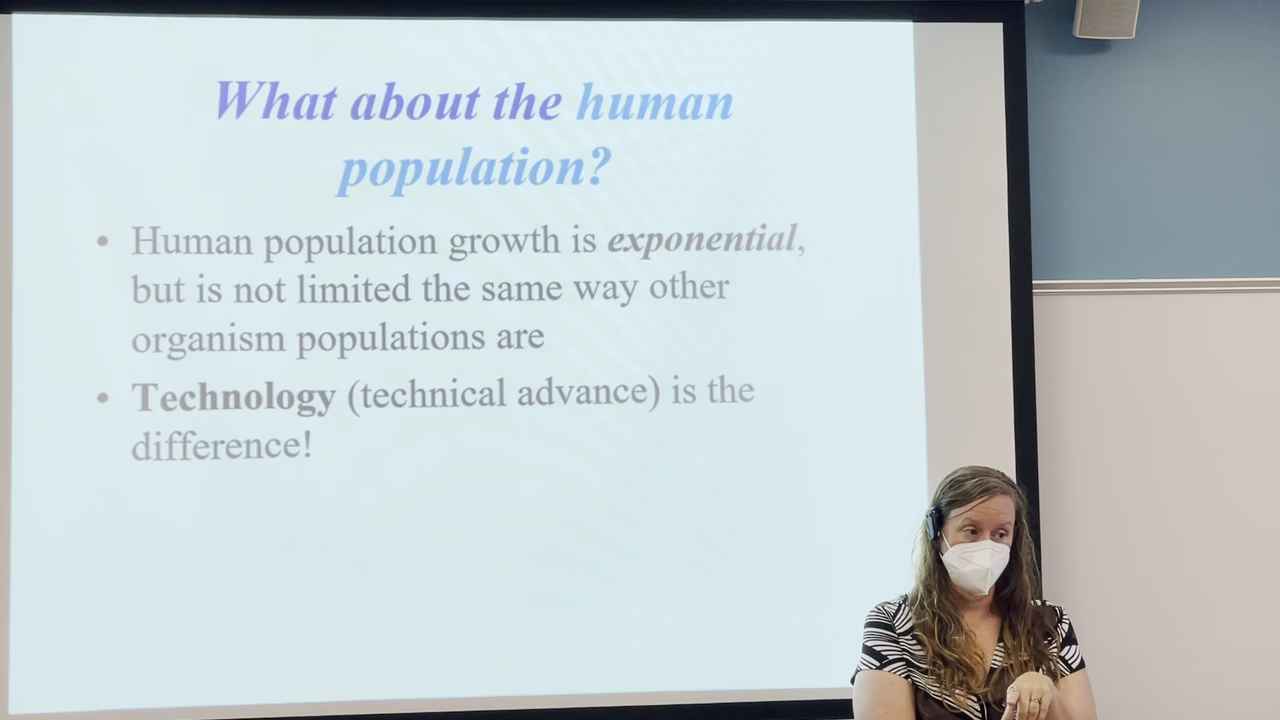 What about the human
population?
• Human population growth is exponential,
but is not limited the same way other
organism populations are
• Technology (technical advance) is the
difference!